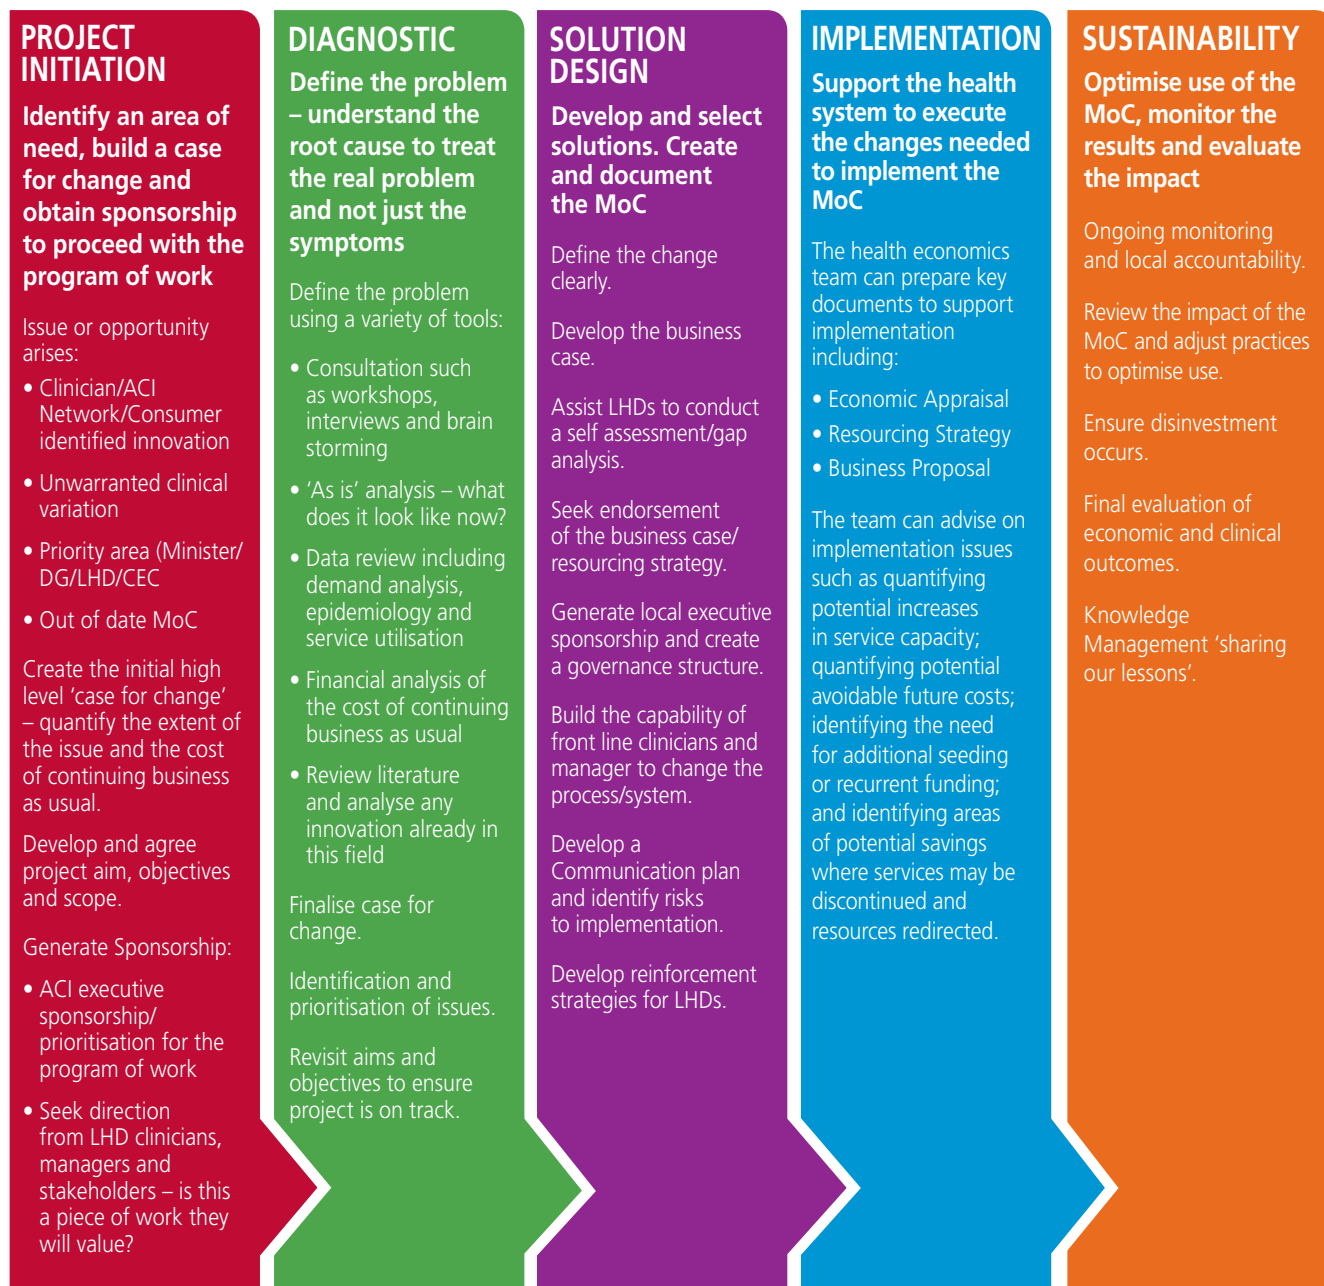 PROJECT
INITIATION
Identify an area of
need, build a case
for change and
obtain sponsorship
to proceed with the
program of work
Issue or opportunity
arises:
• Clinician/ACI
Network/Consumer
identified innovation
• Unwarranted clinical
variation
• Priority area (Minister/
DG/LHD/CEC
• Out of date MoC
Create the initial high
level ‘case for change’
– quantify the extent of
the issue and the cost
of continuing business
as usual.
Develop and agree
project aim, objectives
and scope.
Generate Sponsorship:
• ACI executive
sponsorship/
prioritisation for the
program of work
• Seek direction
from LHD clinicians,
managers and
stakeholders – is this
a piece of work they
will value?
DIAGNOSTIC
Define the problem
– understand the
root cause to treat
the real problem
and not just the
symptoms
Define the problem
using a variety of tools:
• Consultation such
as workshops,
interviews and brain
storming
• ‘As is’ analysis – what
does it look like now?
• Data review including
demand analysis,
epidemiology and
service utilisation
• Financial analysis of
the cost of continuing
business as usual
• Review literature
and analyse any
innovation already in
this field
Finalise case for
change.
Identification and
prioritisation of issues.
Revisit aims and
objectives to ensure
project is on track.
SOLUTION
DESIGN
Develop and select
solutions. Create
and document
the MoC
Define the change
clearly.
Develop the business
case.
Assist LHDs to conduct
a self assessment/gap
analysis.
Seek endorsement
of the business case/
resourcing strategy.
Generate local executive
sponsorship and create
a governance structure.
Build the capability of
front line clinicians and
manager to change the
process/system.
Develop a
Communication plan
and identify risks
to implementation.
Develop reinforcement
strategies for LHDs.
IMPLEMENTATION
Support the health
system to execute
the changes needed
to implement the
MoC
The health economics
team can prepare key
documents to support
implementation
including:
• Economic Appraisal
• Resourcing Strategy
• Business Proposal
The team can advise on
implementation issues
such as quantifying
potential increases
in service capacity;
quantifying potential
avoidable future costs;
identifying the need
for additional seeding
or recurrent funding;
and identifying areas
of potential savings
where services may be
discontinued and
resources redirected.
SUSTAINABILITY
Optimise use of the
MoC, monitor the
results and evaluate
the impact
Ongoing monitoring
and local accountability.
Review the impact of the
MoC and adjust practices
to optimise use.
Ensure disinvestment
occurs.
Final evaluation of
economic and clinical
outcomes.
Knowledge
Management ‘sharing
our lessons’.